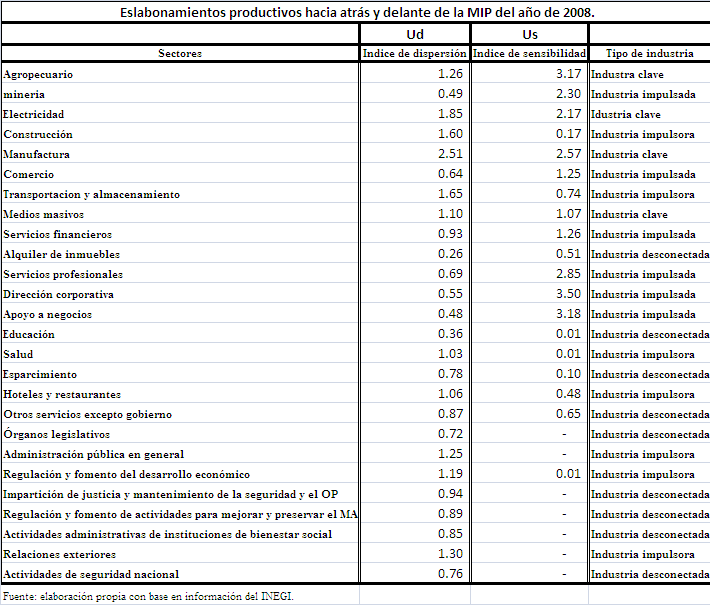 Eslabonamientos productivos hacia atrás y delante de la MIP del año de 2008.
Ud Us
Sectores Indice de dispersión Indice de sensibilidad Tipo de industria
Agropecuario 1.26 3.17 Industra clave
mineria 0.49 2.30 Industria impulsada
Electricidad 1.85 2.17 Idustria clave
Construcción 1.60 0.17 Industria impulsora
Manufactura 2.51 2.57 Industria clave
Comercio 0.64 1.25 Industria impulsada
Transportacion y almacenamiento 1.65 0.74 Industria impulsora
Medios masivos 1.10 1.07 Industria clave
Servicios financieros 0.93 1.26 Industria impulsada
Alquiler de inmuebles 0.26 0.51 Industria desconectada
Servicios profesionales 0.69 2.85 Industria impulsada
Dirección corporativa 0.55 3.50 Industria impulsada
Apoyo a negocios 0.48 3.18 Industria impulsada
Educación 0.36 0.01 Industria desconectada
Salud 1.03 0.01 Industria impulsora
Esparcimiento 0.78 0.10 Industria desconectada
Hoteles y restaurantes 1.06 0.48 Industria impulsora
Otros servicios excepto gobierno 0.87 0.65 Industria desconectada
Órganos legislativos 0.72 - Industria desconectada
Administración pública en general 1.25 - Industria impulsora
Regulación y fomento del desarrollo económico 1.19 0.01 Industria impulsora
Impartición de justicia y mantenimiento de la seguridad y el OP 0.94 - Industria desconectada
Regulación y fomento de actividades para mejorar y preservar el MA 0.89 - Industria desconectada
Actividades administrativas de instituciones de bienestar social 0.85 - Industria desconectada
Relaciones exteriores 1.30 - Industria impulsora
Actividades de seguridad nacional 0.76 - Industria desconectada
Fuente: elaboración propia con base en información del INEGI.